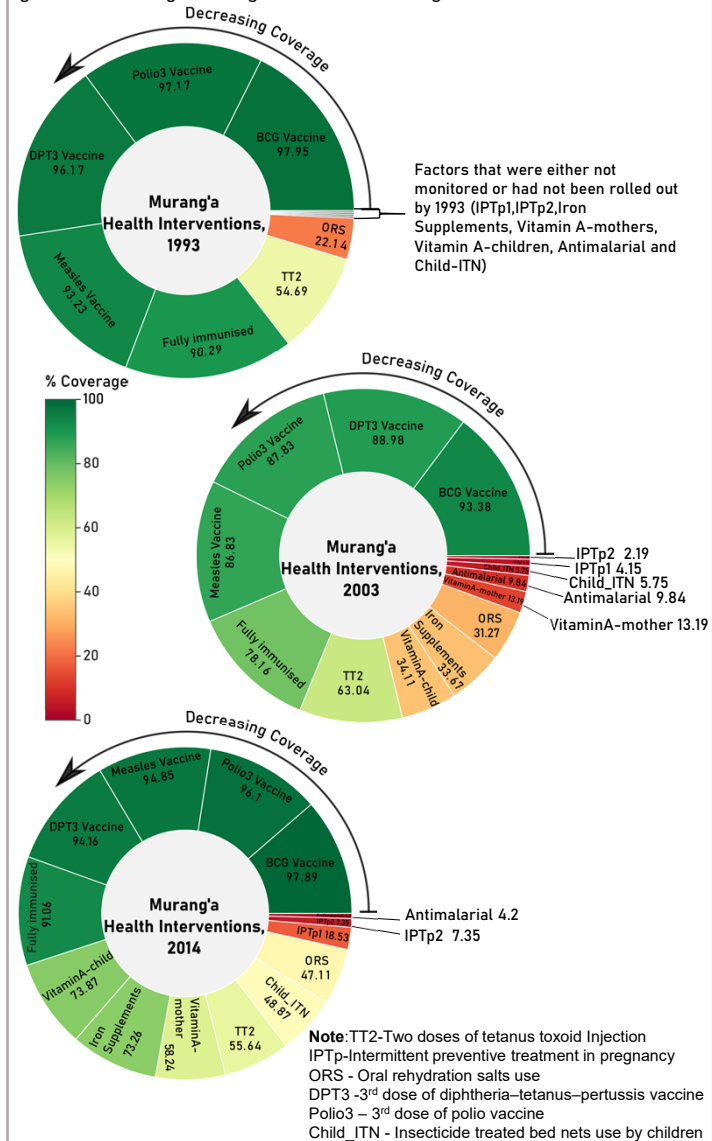 Decreasing Coverage
Polio3 Vaccine
97.17
BCG Vaccine
97.95
DPT3 Vaccine
96.17
Murang'a
Health Interventions,
1993
Measles Vaccine
93.23
Fully immunised
90.29
TT2
54.69
ORS
22.14
Factors that were either not
monitored or had not been rolled out
by 1993 (IPTp1,IPTp2,Iron
Supplements, Vitamin A-mothers,
Vitamin A-children, Antimalarial and
Child-ITN)
% Coverage
100
80
60
40
20
0
Decreasing Coverage
DPT3 Vaccine
88.98
Polio3 Vaccine
87.83
BCG Vaccine
93.38
Measles Vaccine
86.83
Murang'a
Health Interventions,
2003
Fully immunised
78.16
TT2
63.04
VitaminA-child
34.11
Iron
Supplements
33.67
ORS
31.27
VitaminA-mother 13.19
Antimalarial 9.84
Child_ITN 5.75
IPTp2 2.19
IPTp1 4.15
Child_ITN 5.75
Antimalarial 9.84
VitaminA-mother 13.19
Decreasing Coverage
Measles Vaccine
94.85
Polio3 Vaccine
96.1
DPT3 Vaccine
94.16
BCG Vaccine
97.89
Fully immunised
91.06
Murang'a
Health Interventions,
2014
VitaminA-child
73.87
Iron
Supplements
73.26
VitaminA-
mother
58.24
TT2
55.64
Child_ITN
48.87
ORS
47.11
IPTp1 18.53
IPTp2 7.35
Antimalarial 4.2
IPTp2 7.35
Note:TT2-Two doses of tetanus toxoid Injection
IPTp-Intermittent preventive treatment in pregnancy
ORS - Oral rehydration salts use
DPT3 -3rd dose of diphtheria–tetanus–pertussis vaccine
Polio3 – 3rd dose of polio vaccine
Child_ITN - Insecticide treated bed nets use by children